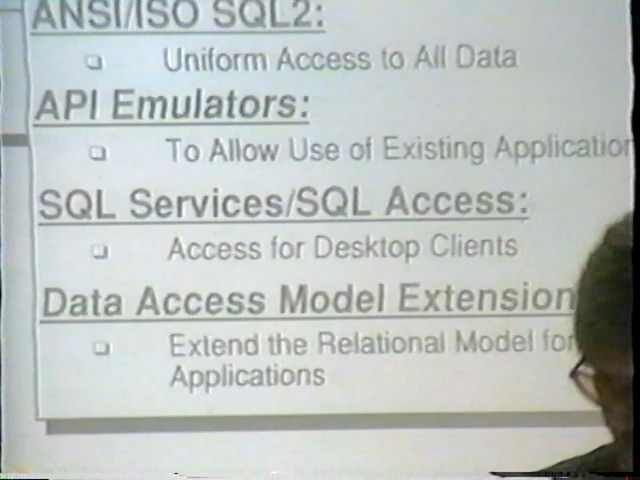 ANSI/ISO SQL2:
Uniform Access to All Data
API Emulators:
To Allow Use of Existing Application
SQL Services/SQL Access:
Access for Desktop Clients
Data Access Model Extension
Extend the Relational Model for
Applications